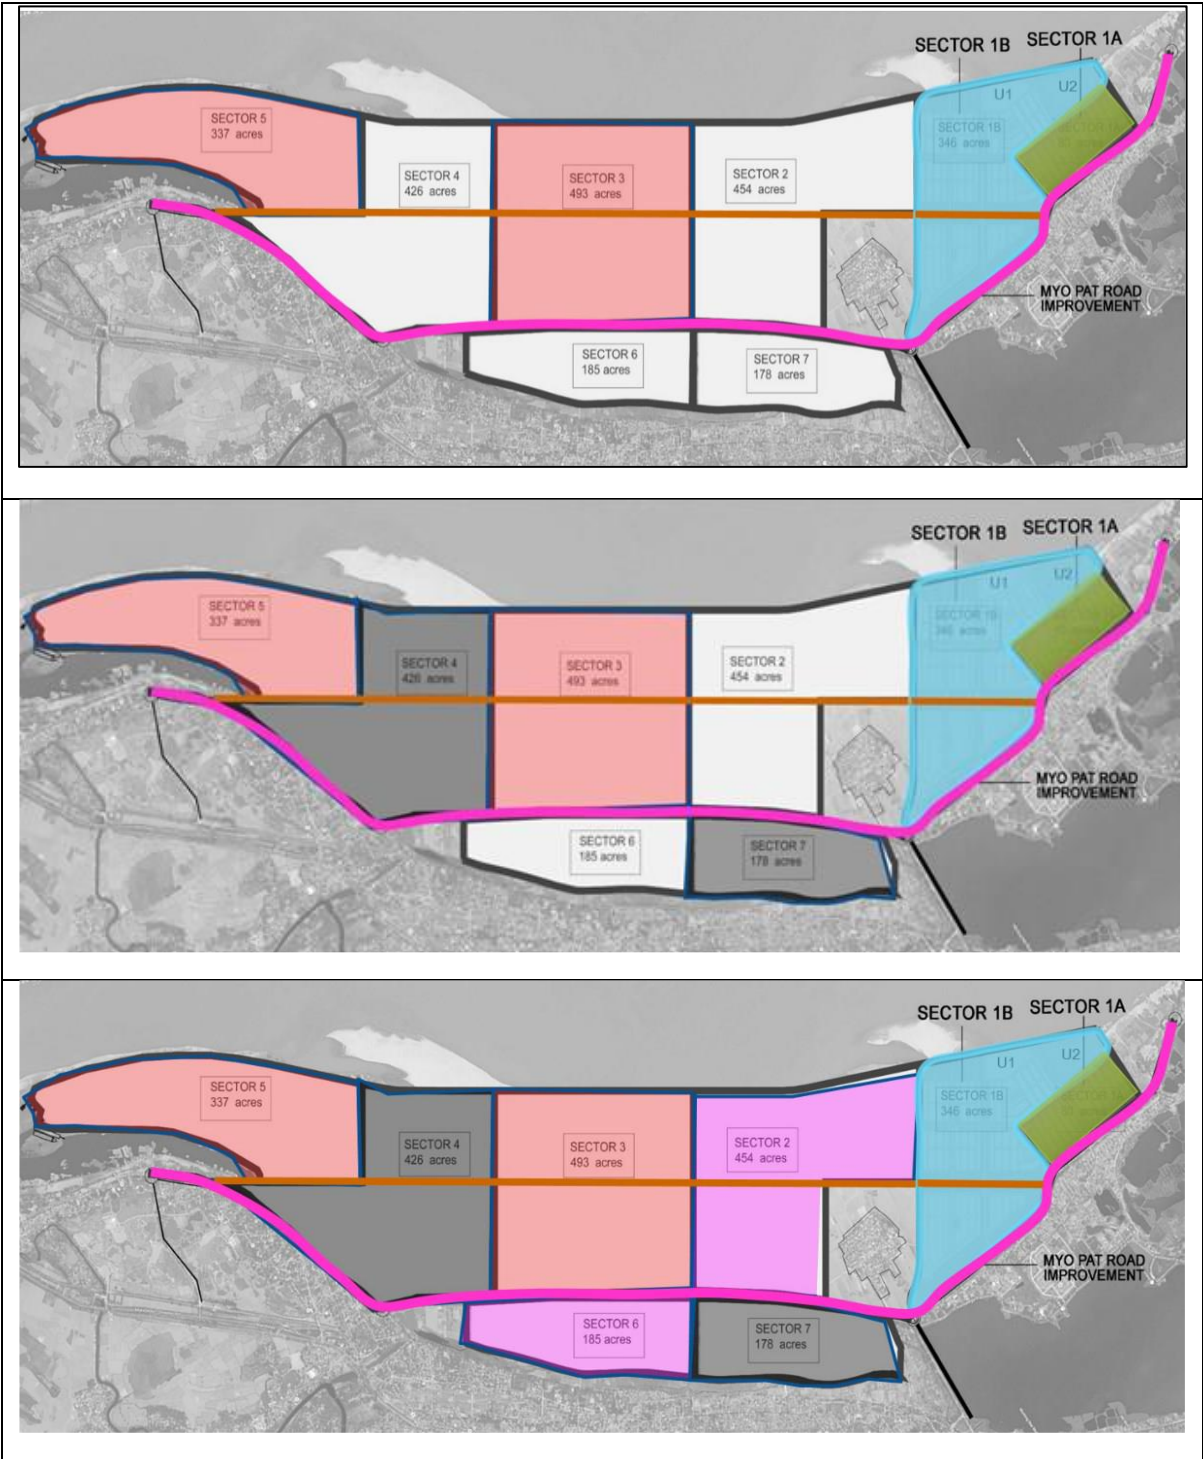 SECTOR 1B
SECTOR 1A
U1
U2
SECTOR 5
337 acres
SECTOR 4
426 acres
SECTOR 3
493 acres
SECTOR 2
454 acres
SECTOR 1B
346 acres
MYO PAT ROAD
IMPROVEMENT
SECTOR 6
185 acres
SECTOR 7
178 acres
SECTOR 1B
SECTOR 1A
U1
U2
SECTOR 5
337 acres
SECTOR 4
426 acres
SECTOR 3
493 acres
SECTOR 2
454 acres
SECTOR 1B
346 acres
MYO PAT ROAD
IMPROVEMENT
SECTOR 6
185 acres
SECTOR 7
178 acres
SECTOR 1B
SECTOR 1A
U1
U2
SECTOR 5
337 acres
SECTOR 4
426 acres
SECTOR 3
493 acres
SECTOR 2
454 acres
SECTOR 1B
346 acres
MYO PAT ROAD
IMPROVEMENT
SECTOR 6
185 acres
SECTOR 7
178 acres